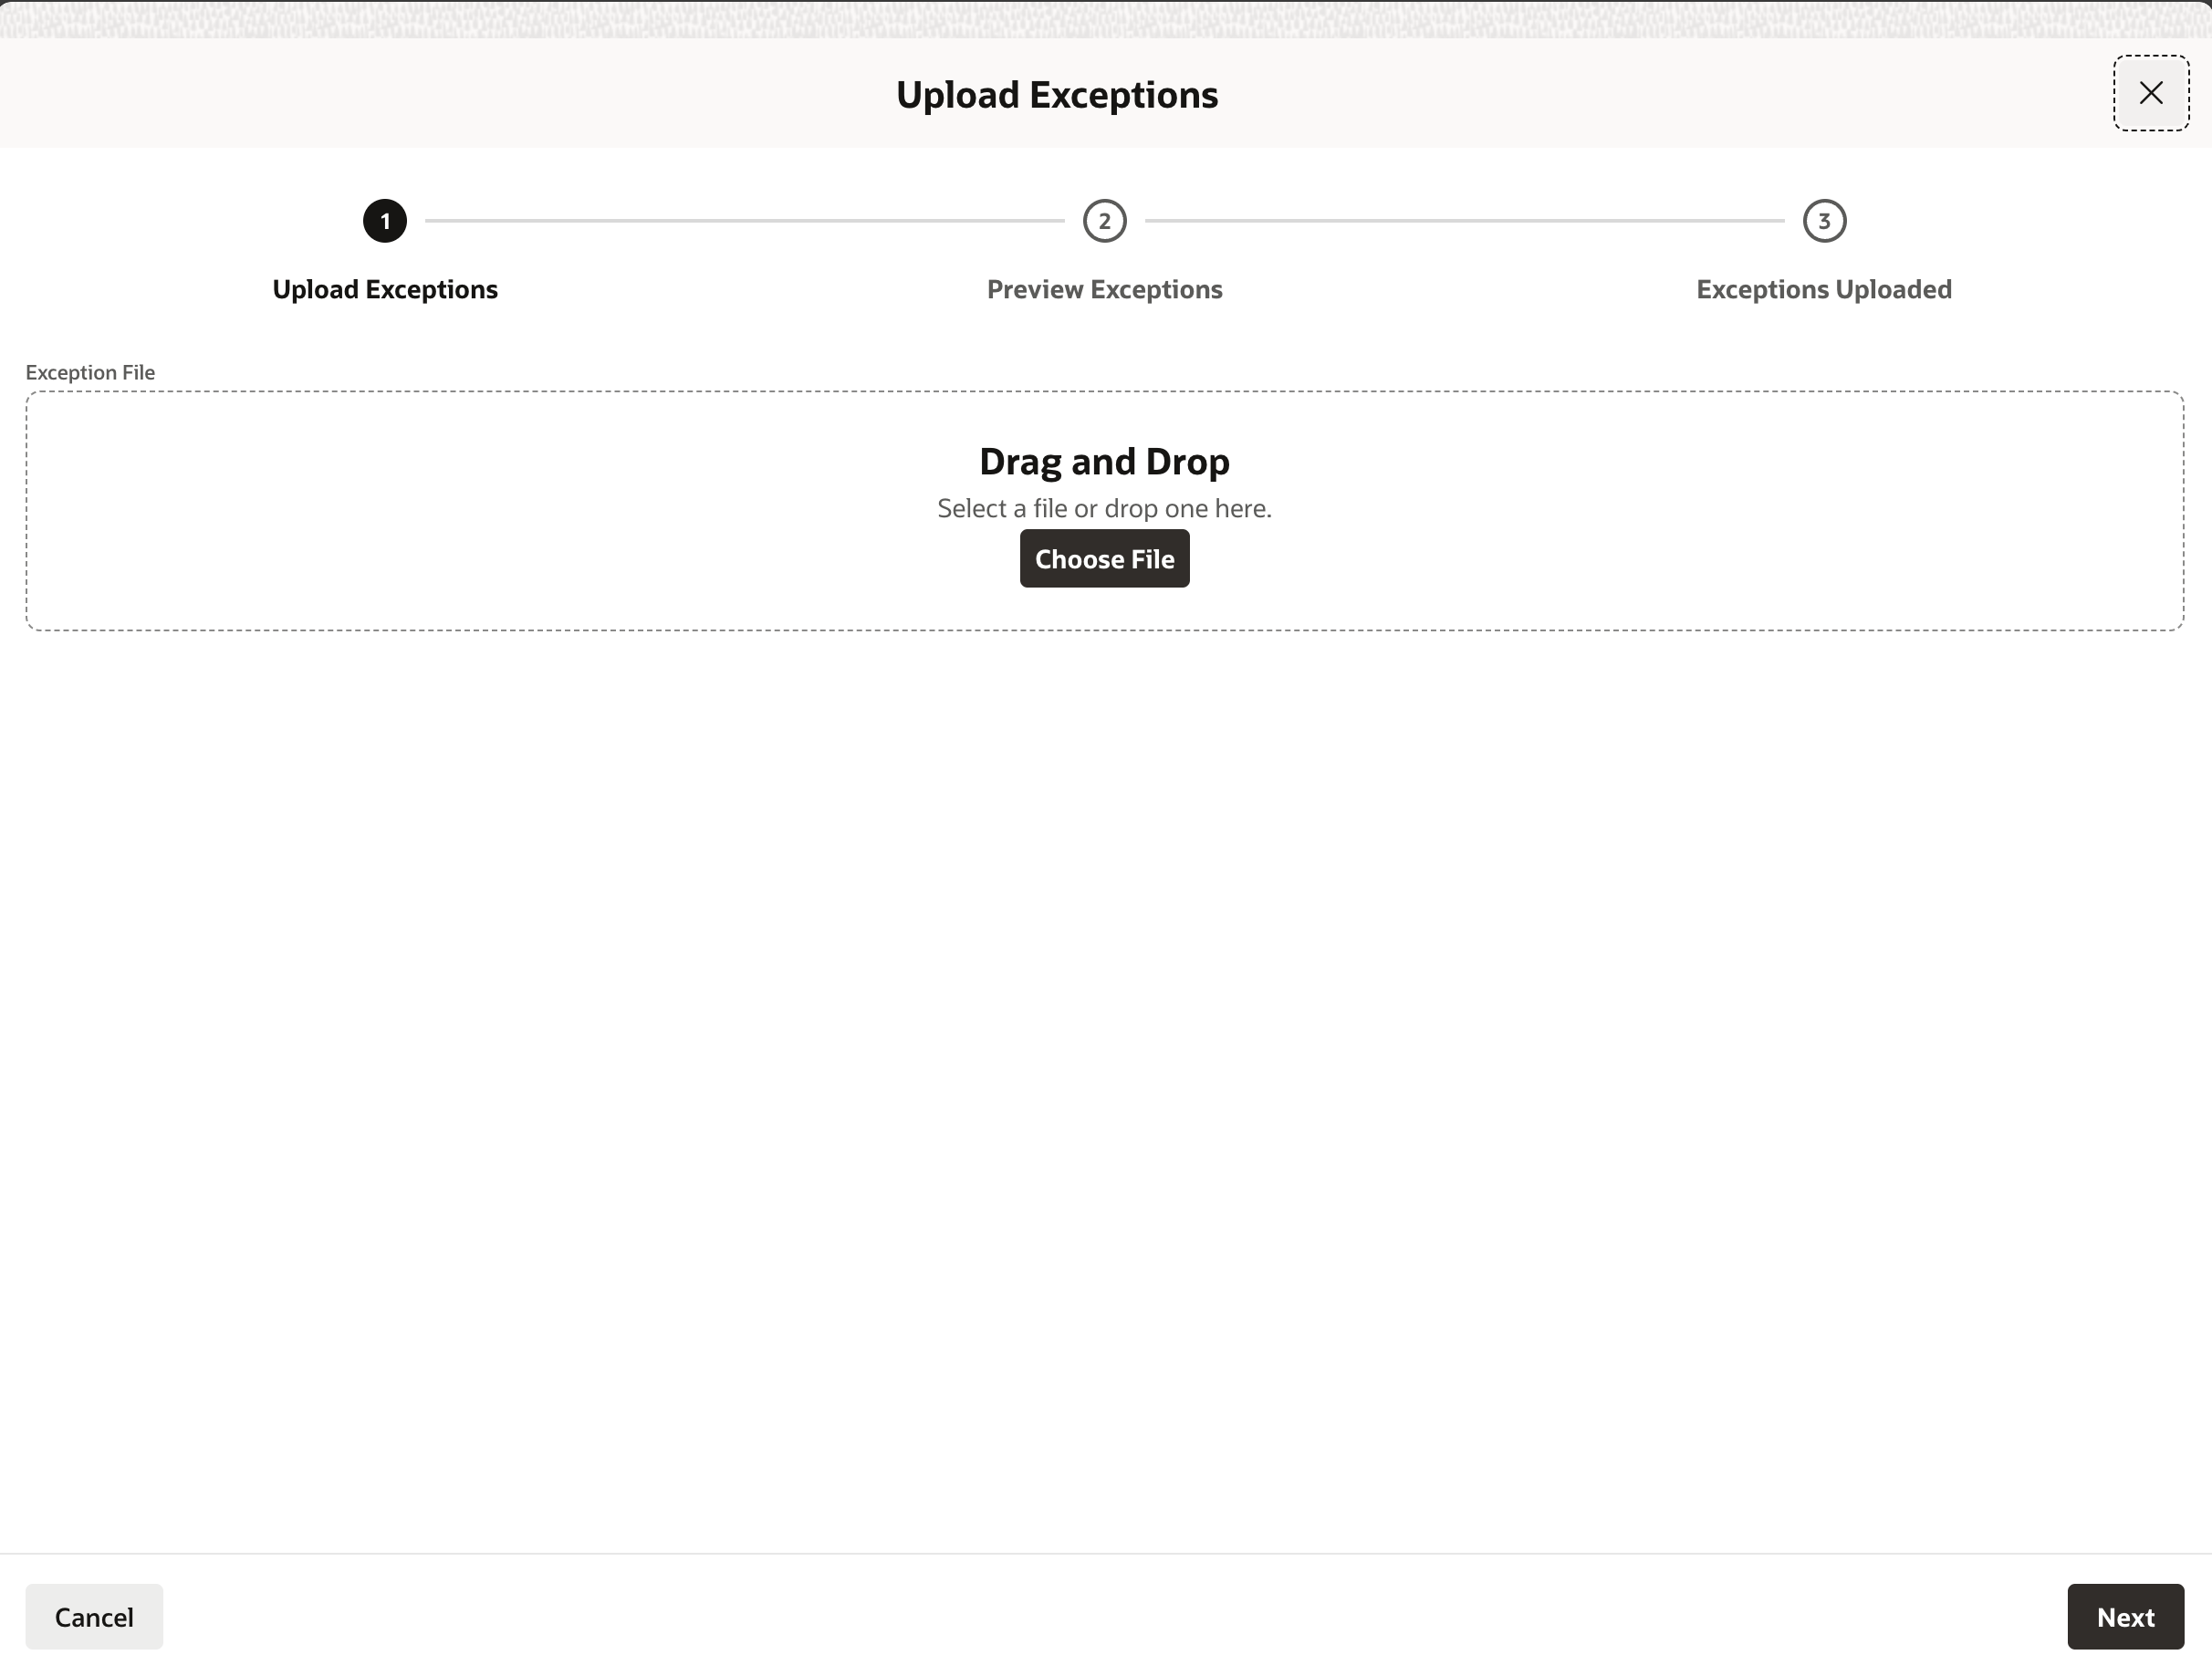 Upload Exceptions
1
2
3
Upload Exceptions
Preview Exceptions
Exceptions Uploaded
Exception File
Drag and Drop
Select a file or drop one here.
Choose File
Cancel
Next